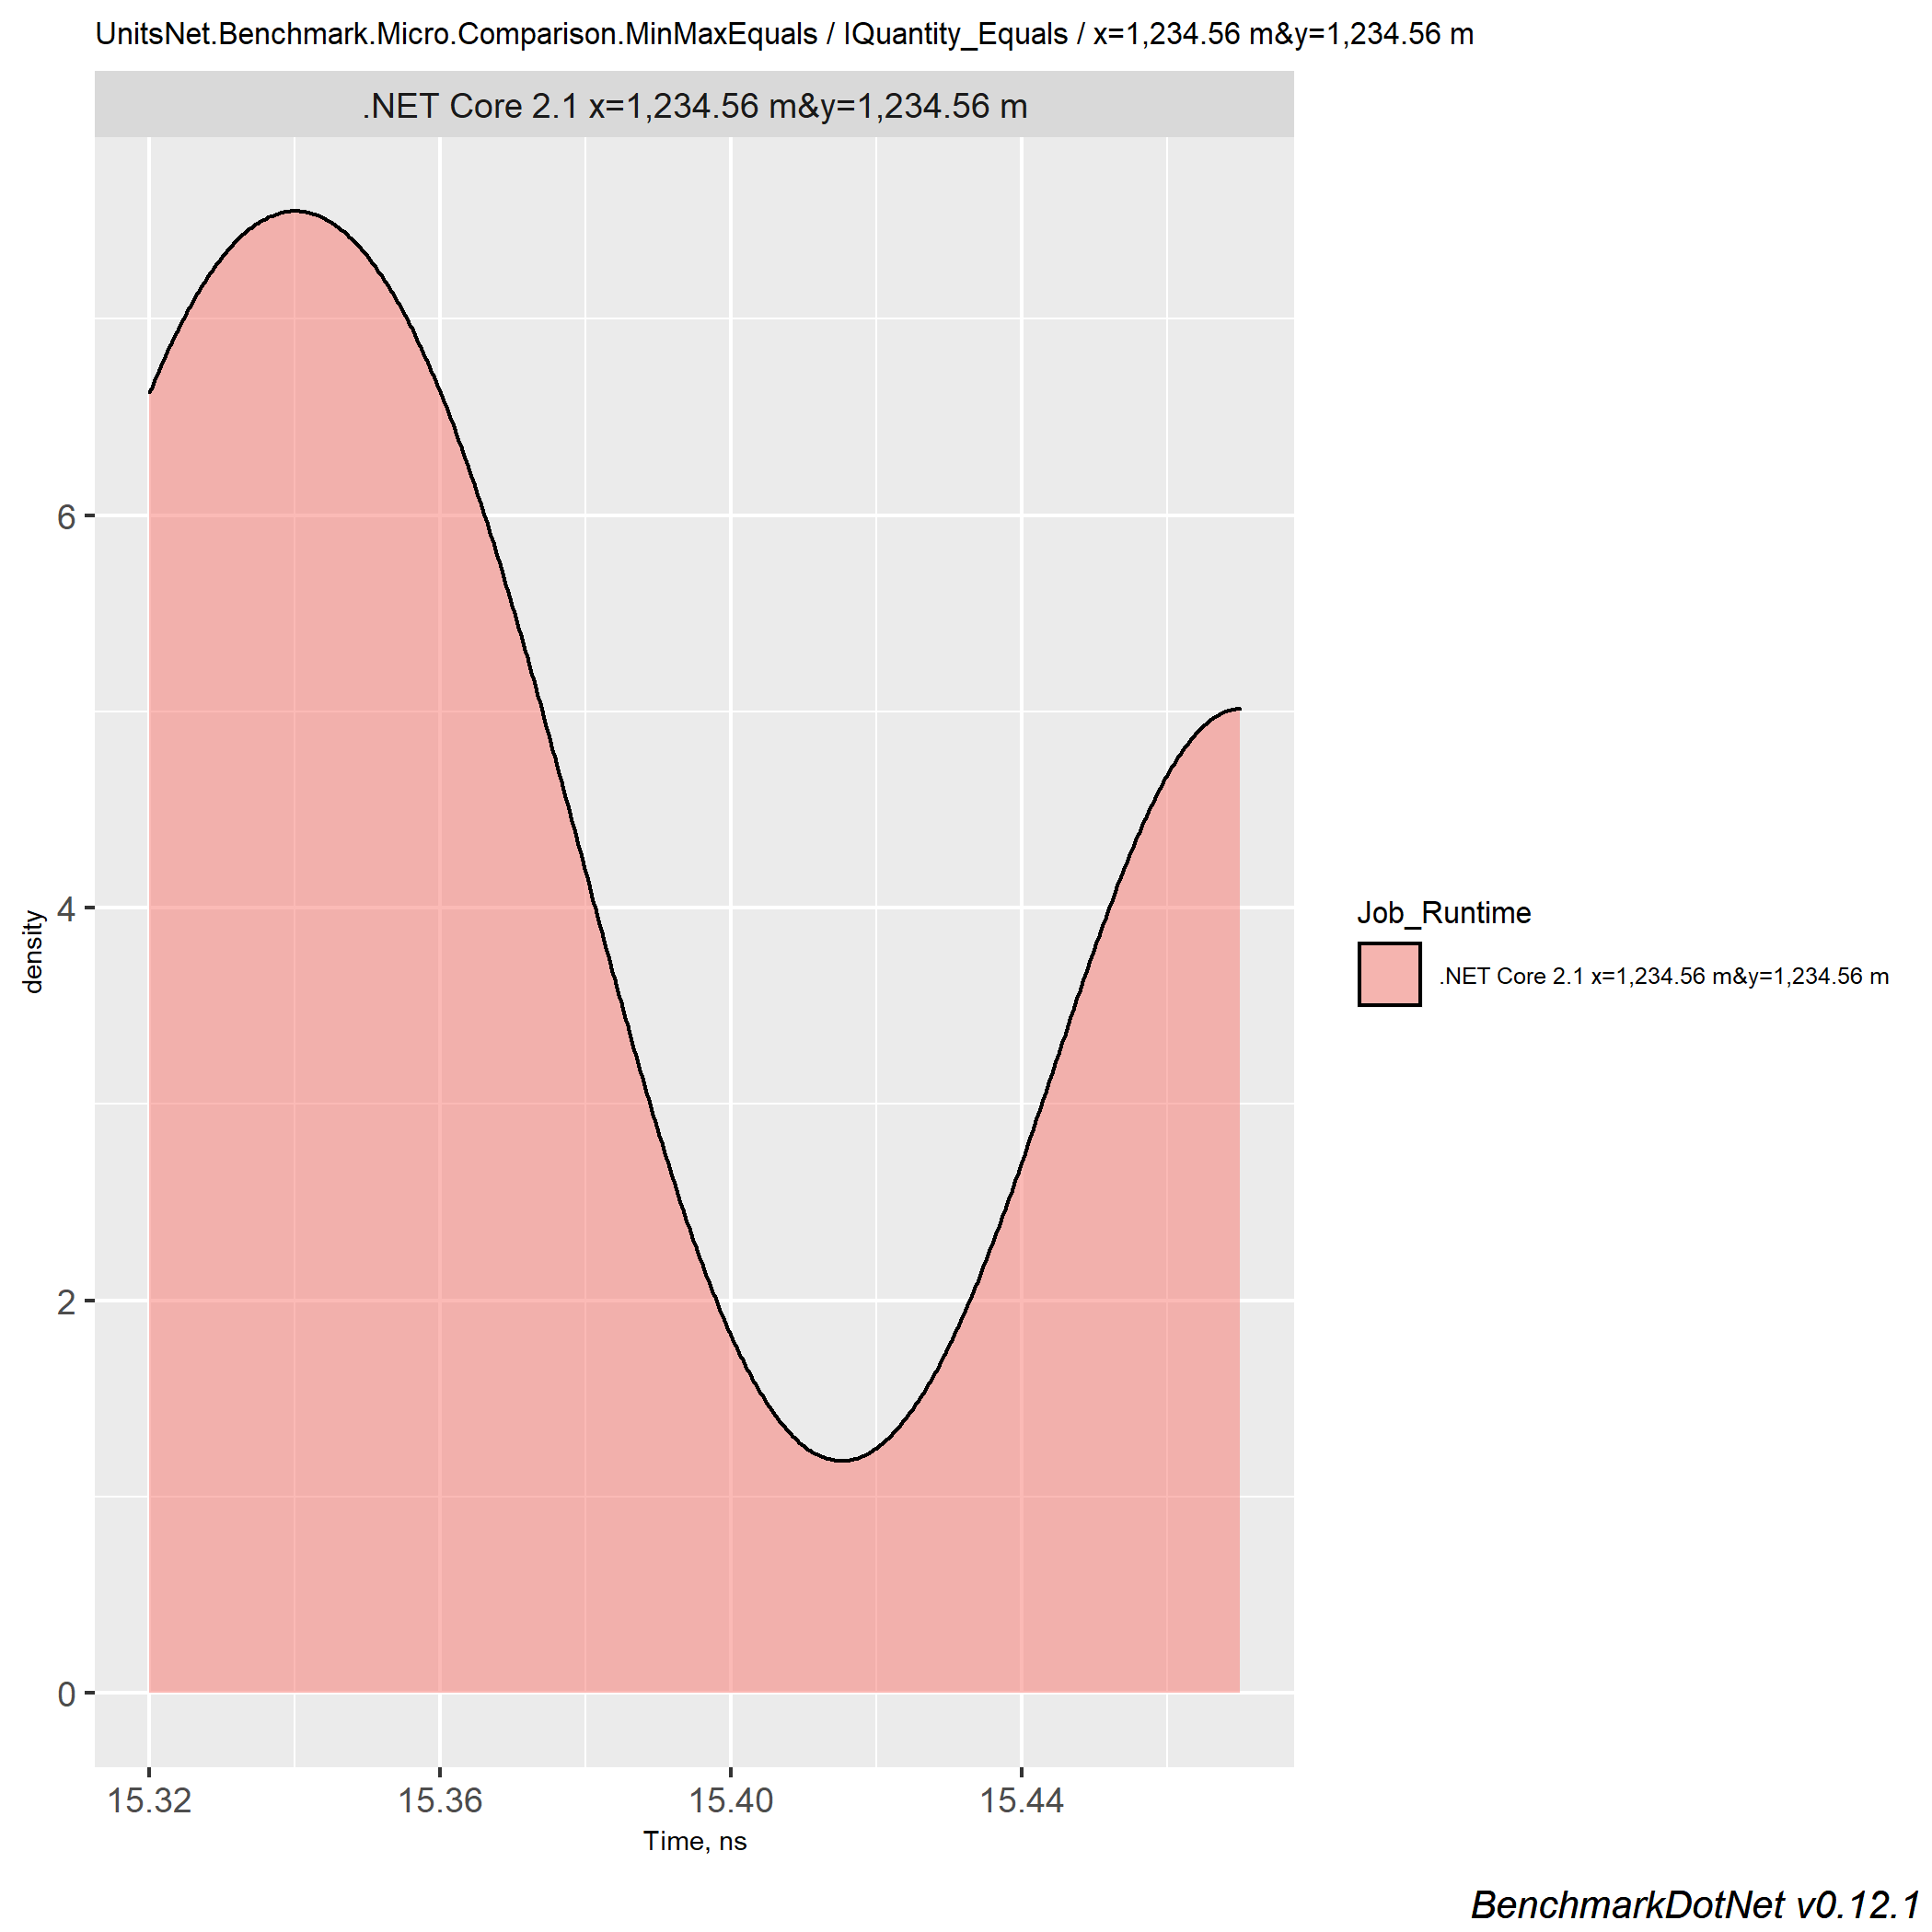 UnitsNet.Benchmark.Micro.Comparison.MinMaxEquals / IQuantity_Equals / x=1,234.56 m&y=1,234.56 m
.NET Core 2.1 x=1,234.56 m&y=1,234.56 m
6
4
2
0
density
15.32 15.36 15.40 15.44
Time, ns
Job_Runtime
.NET Core 2.1 x=1,234.56 m&y=1,234.56 m
BenchmarkDotNet v0.12.1